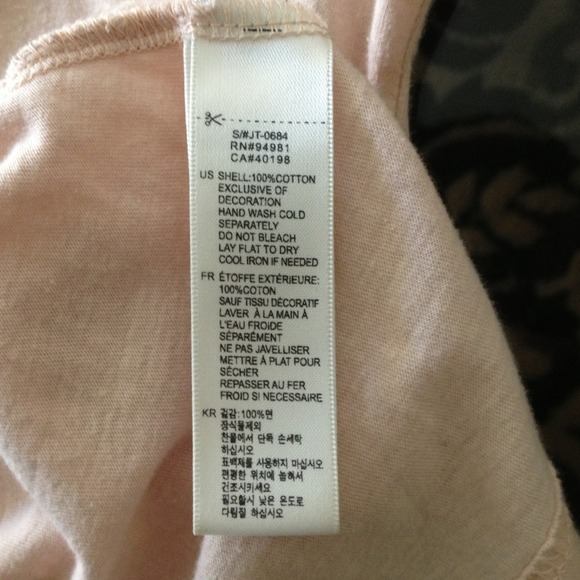 S/#JT-0684
RN#94981
CA#40198
US SHELL:100%COTTON
EXCLUSIVE OF
DECORATION
HAND WASH COLD
SEPARATELY
DO NOT BLEACH
LAY FLAT TO DRY
COOL IRON IF NEEDED
FR ÉTOFFE EXTÉRIEURE:
100%COTON
SAUF TISSU DÉCORATIF
LAVER À LA MAIN À
L'EAU FROIDE
SÉPARÉMENT
NE PAS JAVELLISER
METTRE À PLAT POUR
SÉCHER
REPASSER AU FER
FROID SI NECESSAIRE
KR 겉감:100%면
장식물제외
찬물에서 단독 손세탁
하십시오
표백제를 사용하지 마십시오
편평한 위치에 눕혀서
건조시키세요
필요할시 낮은 온도로
다림질 하십시오